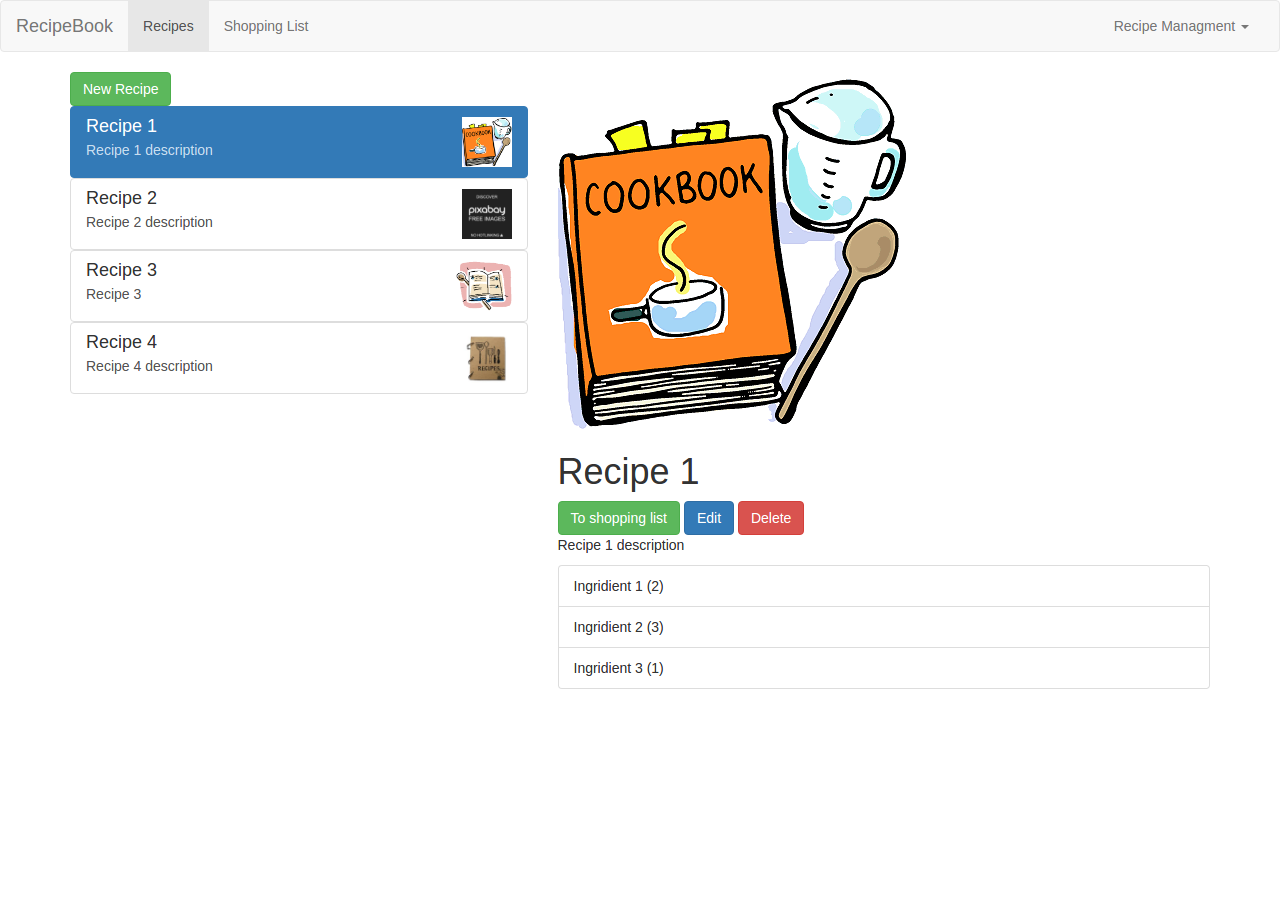 RecipeBook Recipes Shopping List Recipe Managment
New Recipe
Recipe 1
Recipe 1 description
COOKBOOK
Recipe 2
Recipe 2 description
DISCOVER
pixabay
FREE IMAGES
NO HOTLINKING
Recipe 3
Recipe 3
Recipe 4
Recipe 4 description
RECIPES
COOKBOOK
Recipe 1
To shopping list Edit Delete
Recipe 1 description
Ingridient 1 (2)
Ingridient 2 (3)
Ingridient 3 (1)